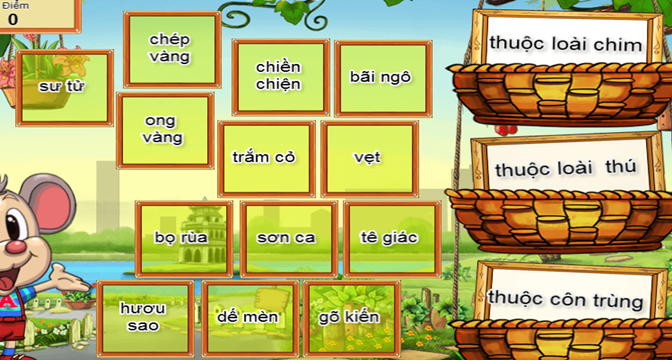 Điểm
0
sư tử
chép
vàng
chiền
chiện
bãi ngô
ong
vàng
trắm cỏ
vẹt
bọ rùa
sơn ca
tê giác
hươu
sao
dế mèn
gõ kiến
thuộc loài chim
thuộc loài thú
thuộc côn trùng
A